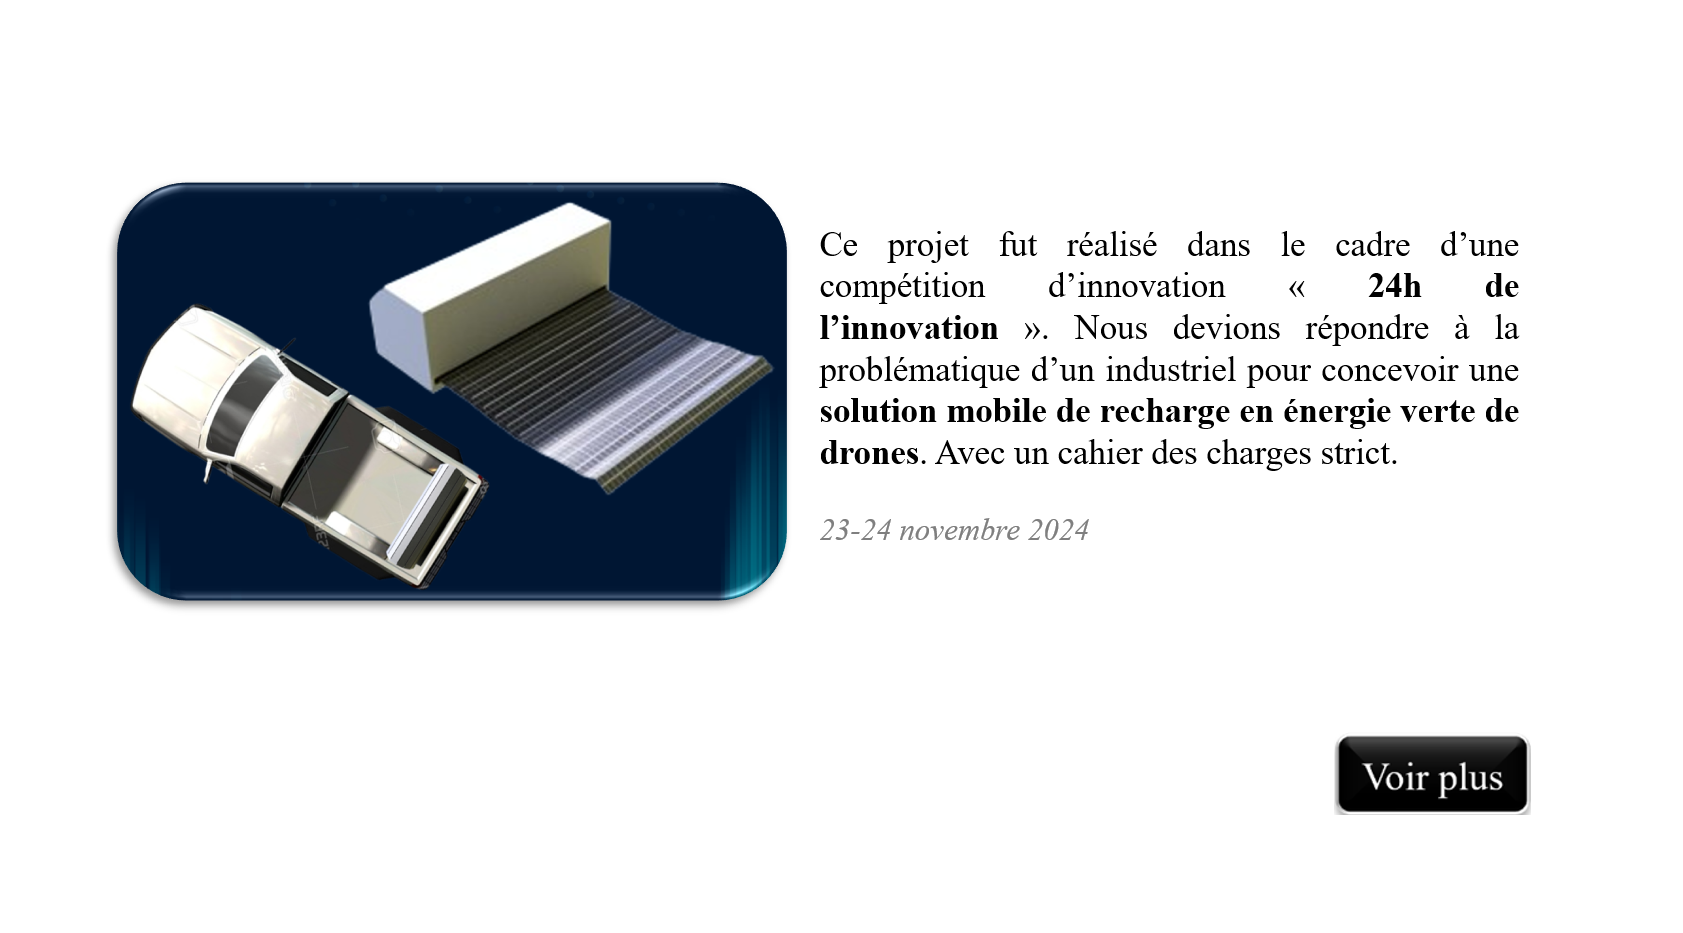 Ce projet fut réalisé dans le cadre d’une
compétition d’innovation « 24h de
l’innovation ». Nous devions répondre à la
problématique d’un industriel pour concevoir une
solution mobile de recharge en énergie verte de
drones. Avec un cahier des charges strict.
23-24 novembre 2024
Voir plus